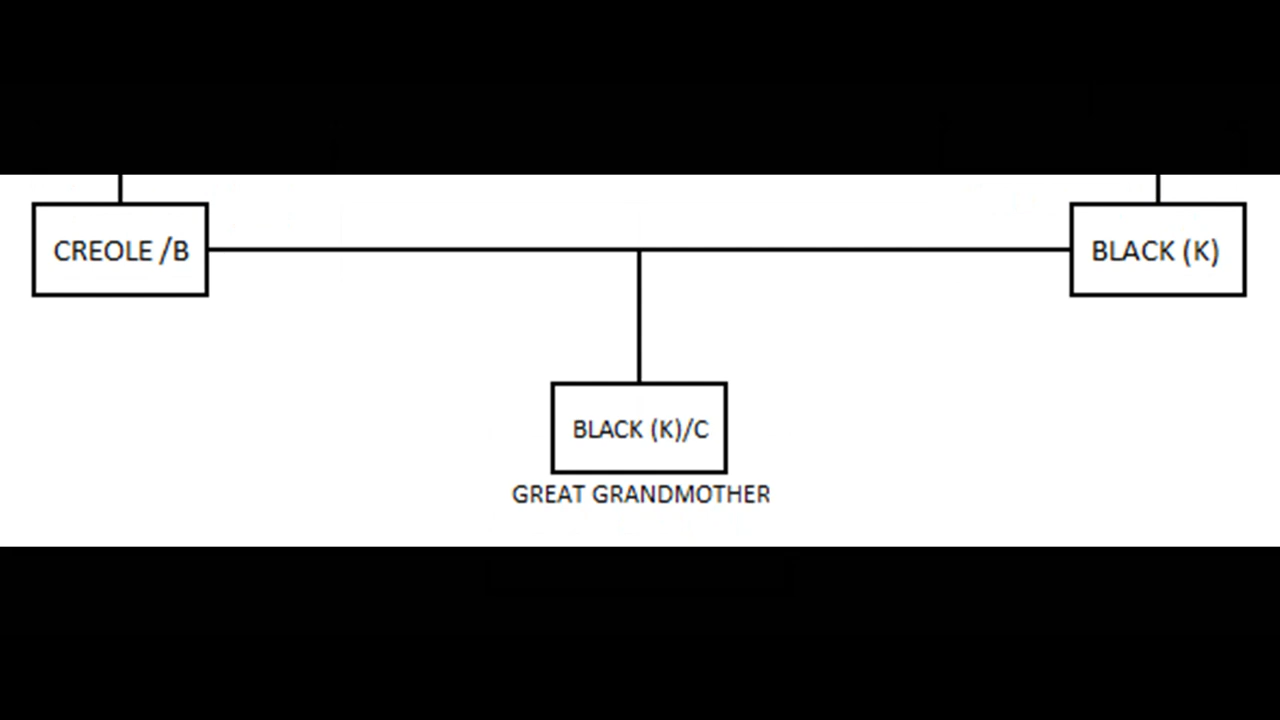 CREOLE /B
BLACK (K)
BLACK (K)/C
GREAT GRANDMOTHER